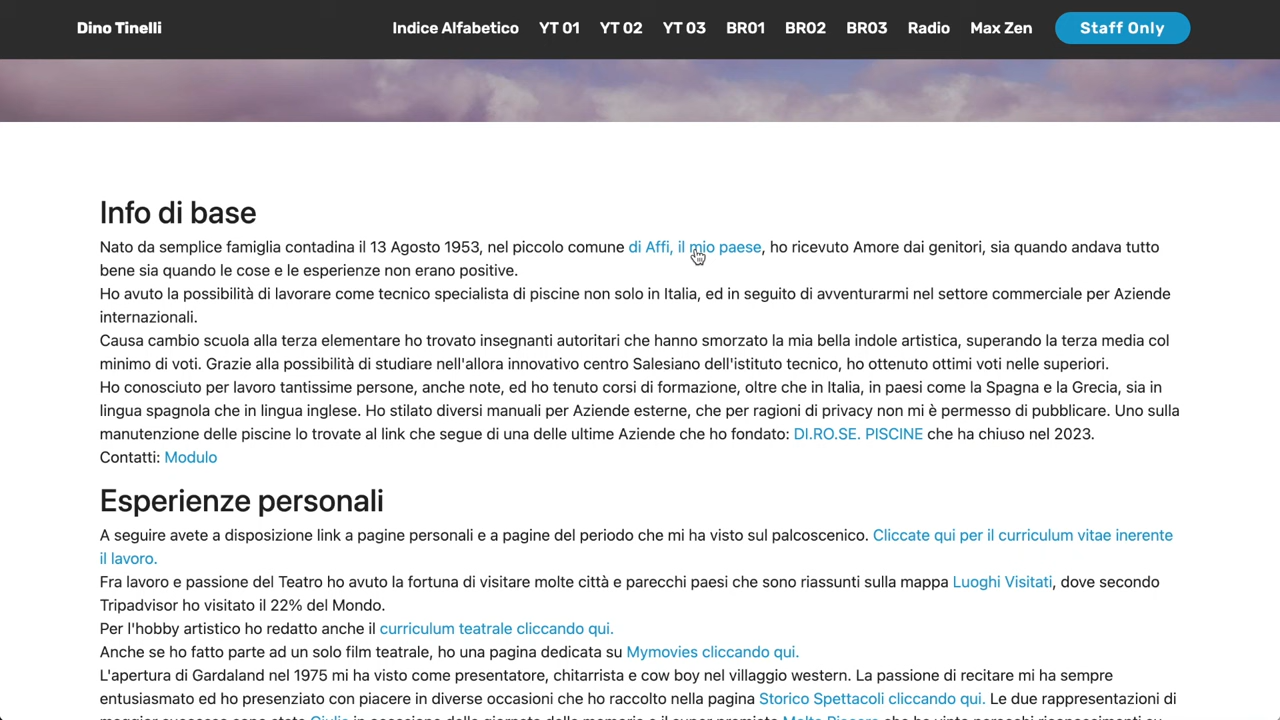 Dino Tinelli
Indice Alfabetico YT 01 YT 02 YT 03 BR01 BR02 BR03 Radio Max Zen Staff Only
Info di base
Nato da semplice famiglia contadina il 13 Agosto 1953, nel piccolo comune di Affi, il mio paese, ho ricevuto Amore dai genitori, sia quando andava tutto
bene sia quando le cose e le esperienze non erano positive.
Ho avuto la possibilità di lavorare come tecnico specialista di piscine non solo in Italia, ed in seguito di avventurarmi nel settore commerciale per Aziende
internazionali.
Causa cambio scuola alla terza elementare ho trovato insegnanti autoritari che hanno smorzato la mia bella indole artistica, superando la terza media col
minimo di voti. Grazie alla possibilità di studiare nell'allora innovativo centro Salesiano dell'istituto tecnico, ho ottenuto ottimi voti nelle superiori.
Ho conosciuto per lavoro tantissime persone, anche note, ed ho tenuto corsi di formazione, oltre che in Italia, in paesi come la Spagna e la Grecia, sia in
lingua spagnola che in lingua inglese. Ho stilato diversi manuali per Aziende esterne, che per ragioni di privacy non mi è permesso di pubblicare. Uno sulla
manutenzione delle piscine lo trovate al link che segue di una delle ultime Aziende che ho fondato: DI.RO.SE. PISCINE che ha chiuso nel 2023.
Contatti: Modulo
Esperienze personali
A seguire avete a disposizione link a pagine personali e a pagine del periodo che mi ha visto sul palcoscenico. Cliccate qui per il curriculum vitae inerente
il lavoro.
Fra lavoro e passione del Teatro ho avuto la fortuna di visitare molte città e parecchi paesi che sono riassunti sulla mappa Luoghi Visitati, dove secondo
Tripadvisor ho visitato il 22% del Mondo.
Per l'hobby artistico ho redatto anche il curriculum teatrale cliccando qui.
Anche se ho fatto parte ad un solo film teatrale, ho una pagina dedicata su Mymovies cliccando qui.
L'apertura di Gardaland nel 1975 mi ha visto come presentatore, chitarrista e cow boy nel villaggio western. La passione di recitare mi ha sempre
entusiasmato ed ho presenziato con piacere in diverse occasioni che ho raccolto nella pagina Storico Spettacoli cliccando qui. Le due rappresentazioni di